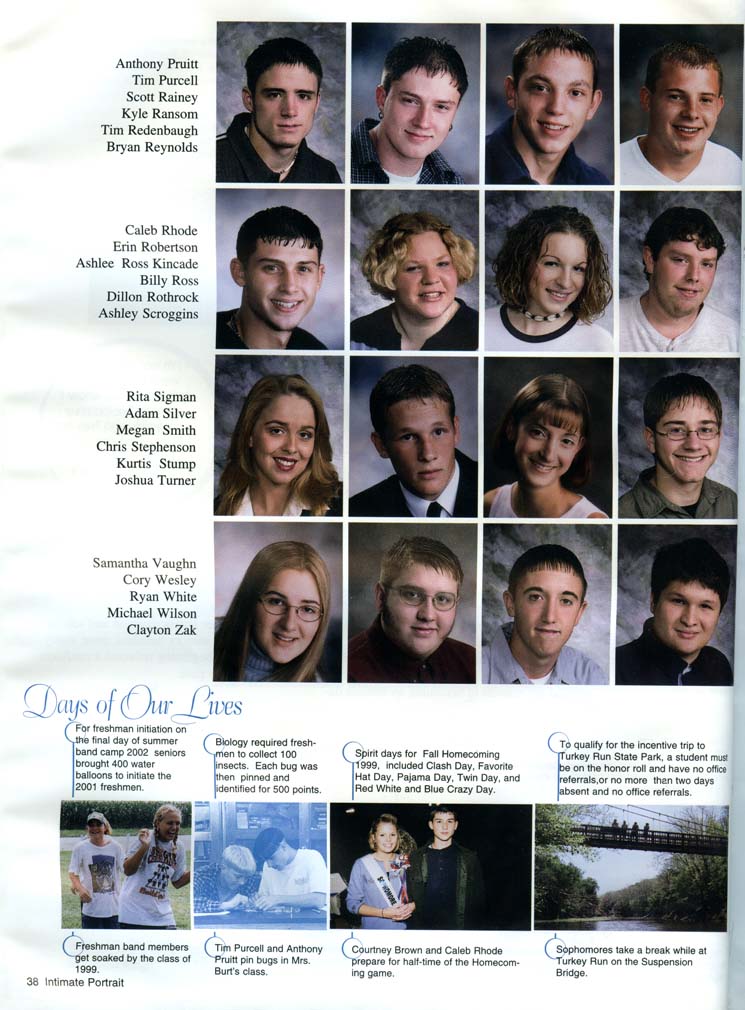 Anthony Pruitt
Tim Purcell
Scott Rainey
Kyle Ransom
Tim Redenbaugh
Bryan Reynolds
Caleb Rhode
Erin Robertson
Ashlee Ross Kincade
Billy Ross
Dillon Rothrock
Ashley Scroggins
Rita Sigman
Adam Silver
Megan Smith
Chris Stephenson
Kurtis Stump
Joshua Turner
Samantha Vaughn
Cory Wesley
Ryan White
Michael Wilson
Clayton Zak
Days of Our Lives
For freshman initiation on
the final day of summer
band camp 2002 seniors
brought 400 water
balloons to initiate the
2001 freshmen.
Biology required fresh-
men to collect 100
insects. Each bug was
then pinned and
identified for 500 points.
Spirit days for Fall Homecoming
1999, included Clash Day, Favorite
Hat Day, Pajama Day, Twin Day, and
Red White and Blue Crazy Day.
To qualify for the incentive trip to
Turkey Run State Park, a student must
be on the honor roll and have no office
referrals,or no more than two days
absent and no office referrals.
Freshman band members
get soaked by the class of
1999.
Tim Purcell and Anthony
Pruitt pin bugs in Mrs.
Burt's class.
Courtney Brown and Caleb Rhode
prepare for half-time of the Homecom-
ing game.
Sophomores take a break while at
Turkey Run on the Suspension
Bridge.
38 Intimate Portrait